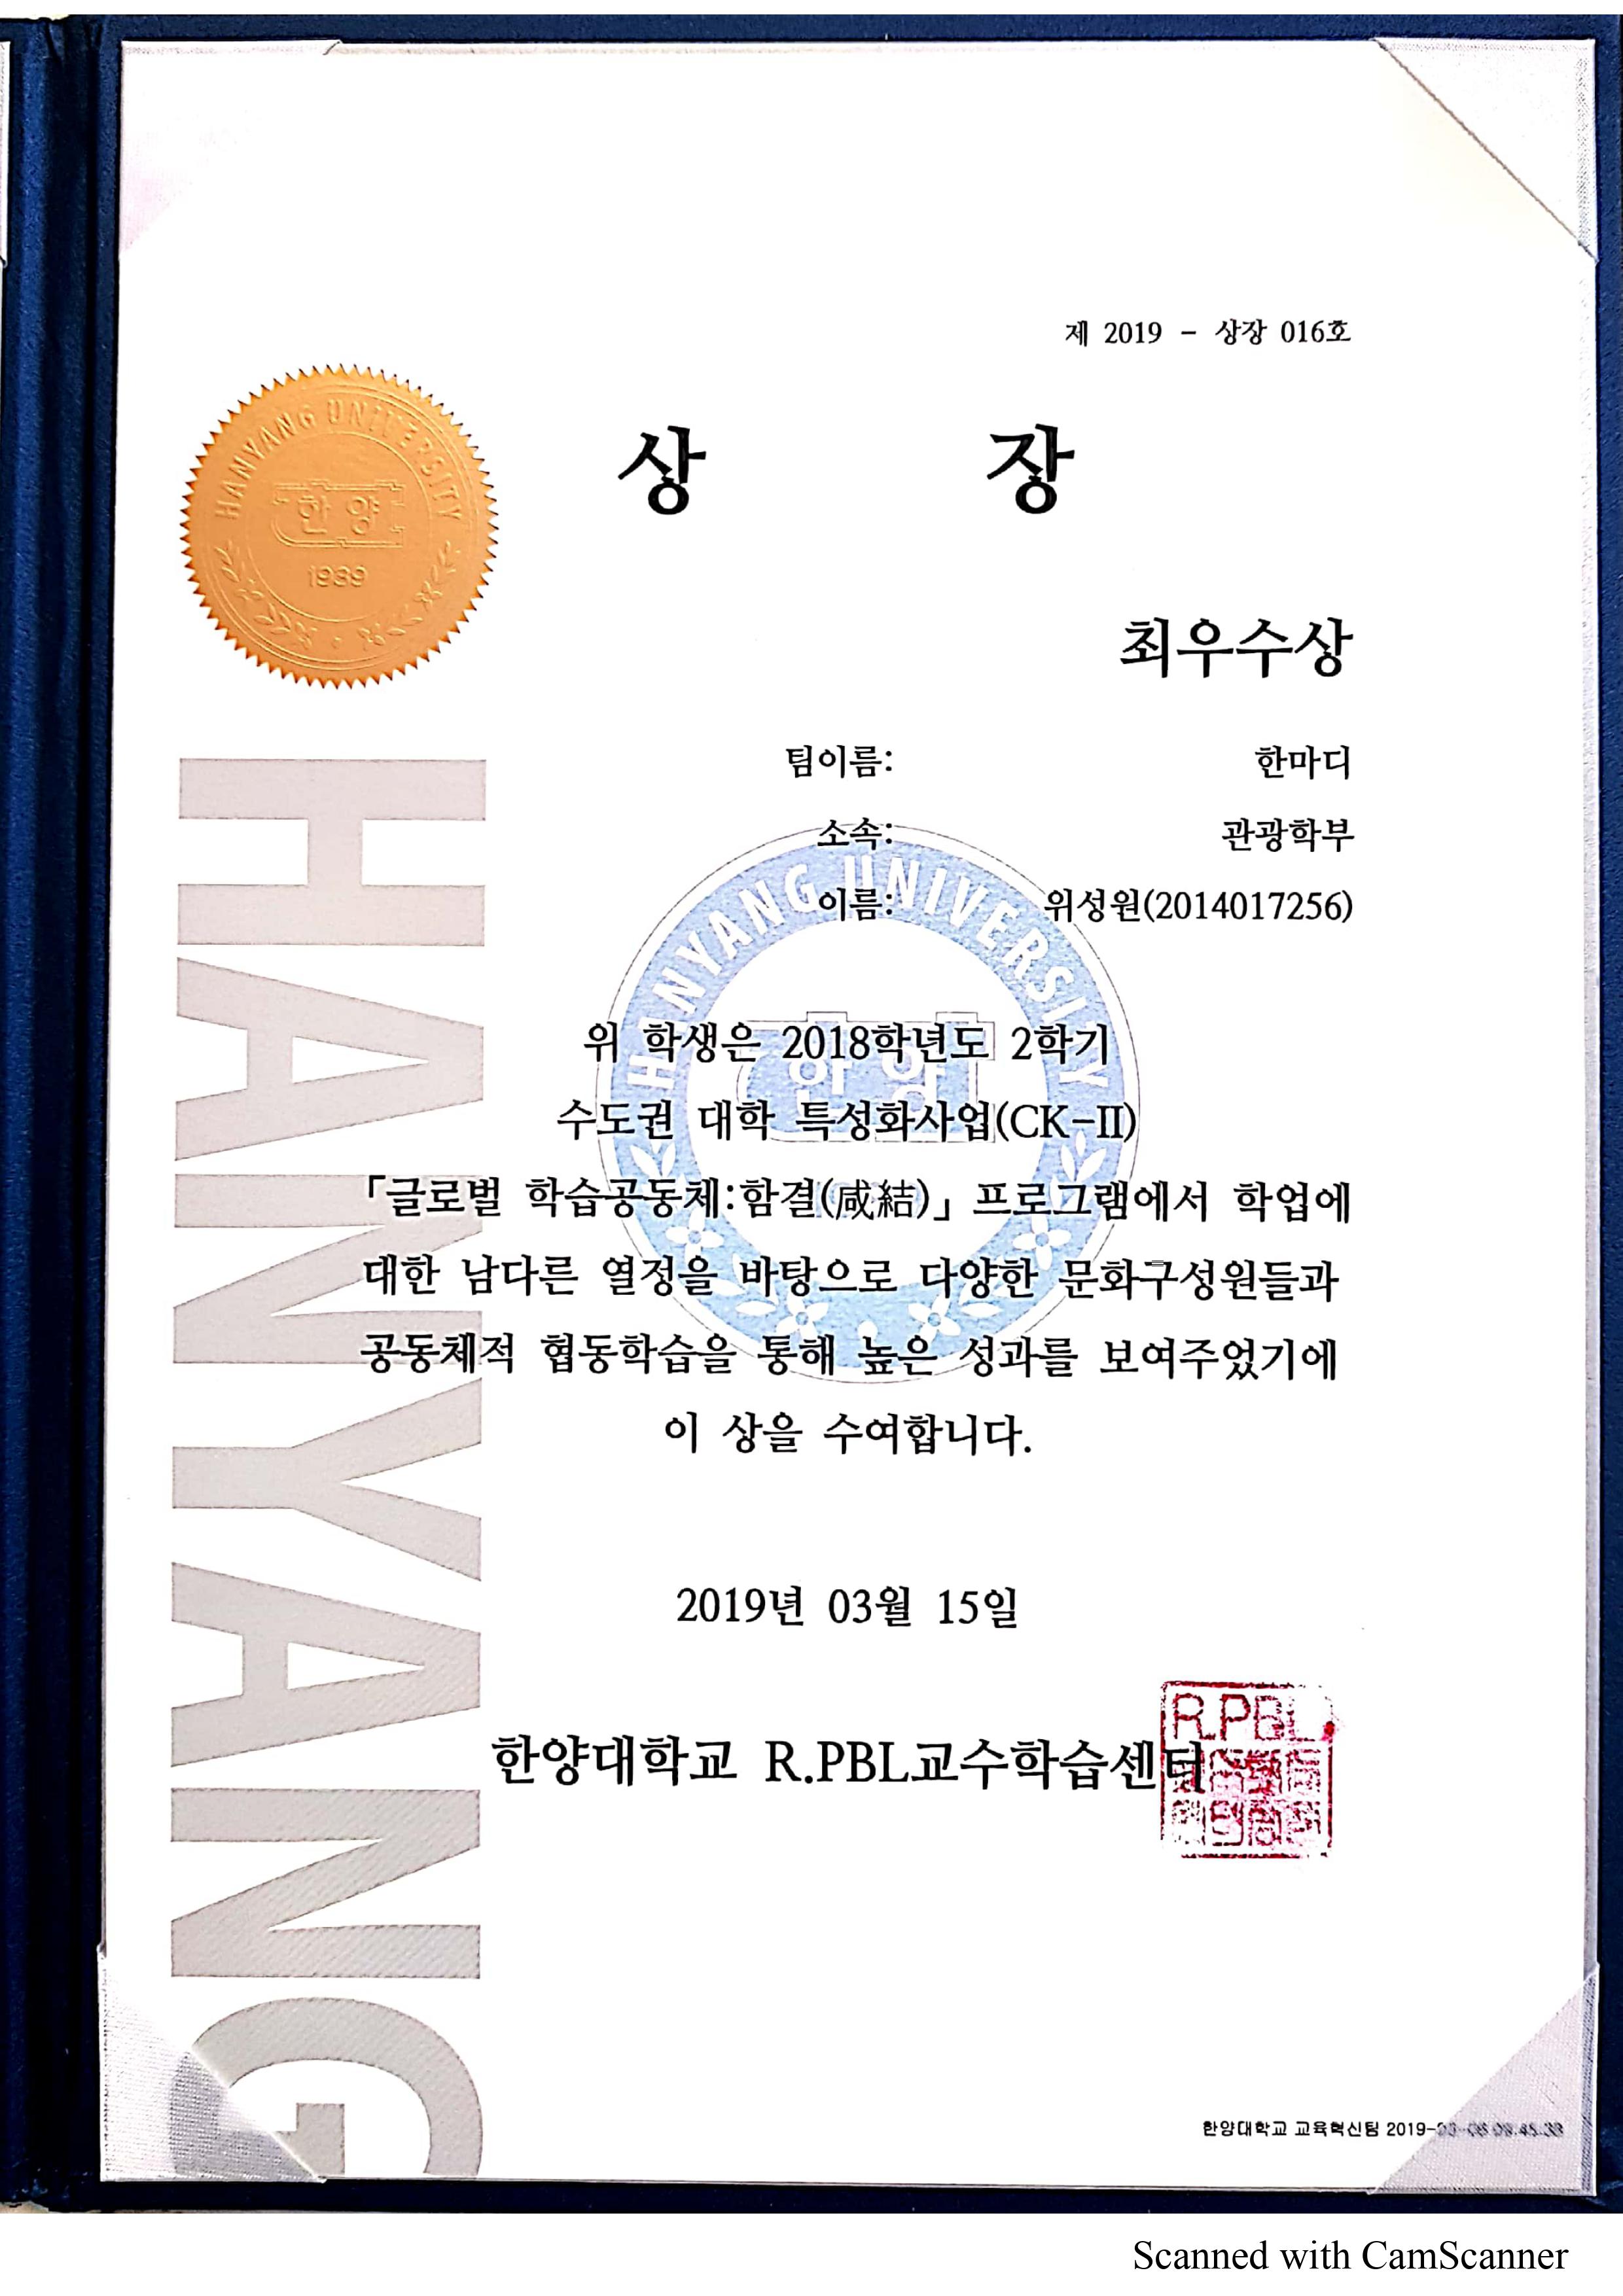 제 2019 - 상장 016호
HANYANG UNIVERSITY
한양
1939
상 장
최우수상
팀이름: 한마디
소속: 관광학부
이름: 위성원(2014017256)
HANYANG UNIVERSITY
한양
위 학생은 2018학년도 2학기
수도권 대학 특성화사업(CK-II)
「글로벌 학습공동체:함결(咸結)」 프로그램에서 학업에
대한 남다른 열정을 바탕으로 다양한 문화구성원들과
공동체적 협동학습을 통해 높은 성과를 보여주었기에
이 상을 수여합니다.
2019년 03월 15일
한양대학교 R.PBL교수학습센터
R.PBL
HANYANG
한양대학교 교육혁신팀 2019-
Scanned with CamScanner